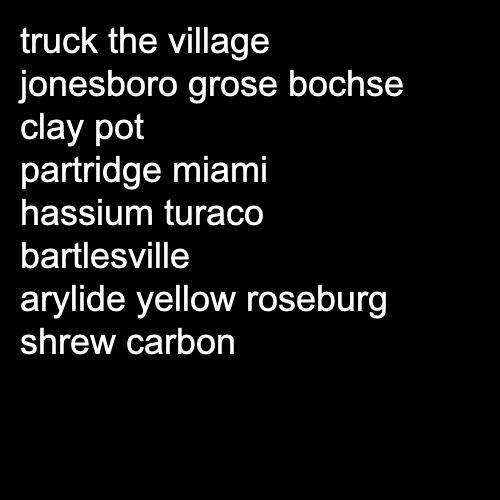 truck the village
jonesboro grose bochse
clay pot
partridge miami
hassium turaco
bartlesville
arylide yellow roseburg
shrew carbon